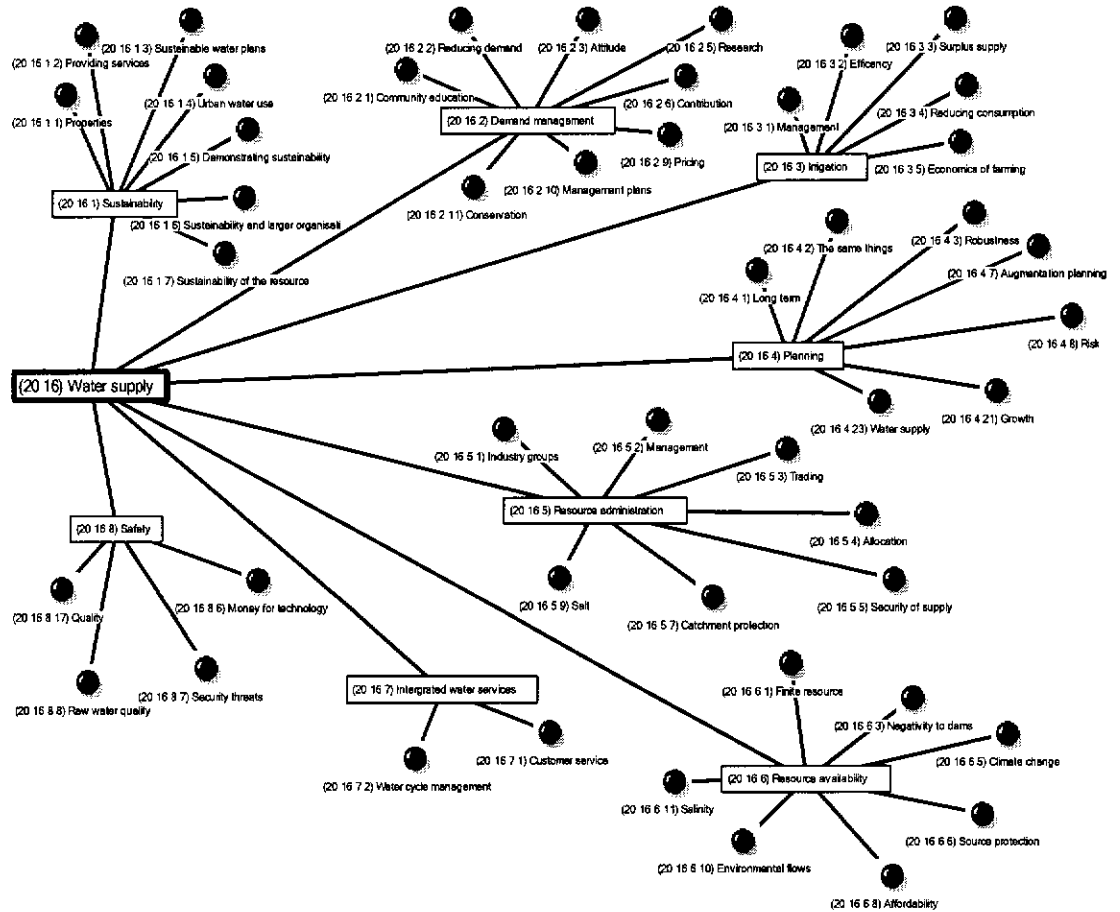 (20 16 1 3) Sustainable water plans
(20 16 1 2) Providing services
(20 16 1 4) Urban water use
(20 16 1 1) Properties
(20 16 1 5) Demonstrating sustainability
(20 16 1) Sustainability
(20 16 1 6) Sustainability and larger organisati
(20 16 1 7) Sustainability of the resource
(20 16 2 2) Reducing demand
(20 16 2 3) Attitude
(20 16 2 5) Research
(20 16 2 1) Community education
(20 16 2 6) Contribution
(20 16 2) Demand management
(20 16 2 9) Pricing
(20 16 2 10) Management plans
(20 16 2 11) Conservation
(20 16 3 3) Surplus supply
(20 16 3 2) Efficency
(20 16 3 4) Reducing consumption
(20 16 3 1) Management
(20 16 3) Irrigation
(20 16 3 5) Economics of farming
(20 16 4 3) Robustness
(20 16 4 2) The same things
(20 16 4 7) Augmentation planning
(20 16 4 1) Long term
(20 16 4 8) Risk
(20 16 4) Planning
(20 16 4 21) Growth
(20 16 4 23) Water supply
(20 16) Water supply
(20 16 5 2) Management
(20 16 5 1) Industry groups
(20 16 5 3) Trading
(20 16 5) Resource administration
(20 16 5 4) Allocation
(20 16 5 9) Salt
(20 16 5 5) Security of supply
(20 16 5 7) Catchment protection
(20 16 8) Safety
(20 16 8 6) Money for technology
(20 16 8 17) Quality
(20 16 8 7) Security threats
(20 16 8 8) Raw water quality
(20 16 7) Intergrated water services
(20 16 7 1) Customer service
(20 16 7 2) Water cycle management
(20 16 6 1) Finite resource
(20 16 6 3) Negativity to dams
(20 16 6 5) Climate change
(20 16 6) Resource availability
(20 16 6 11) Salinity
(20 16 6 6) Source protection
(20 16 6 10) Environmental flows
(20 16 6 8) Affordability